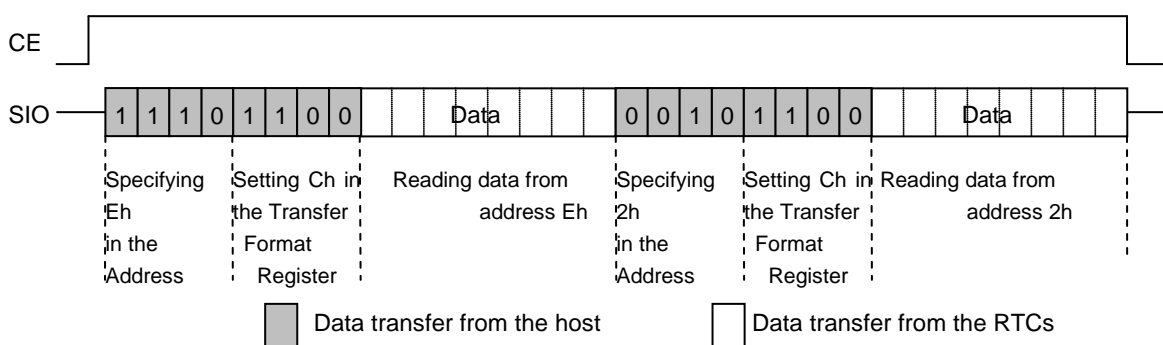 CE
SIO 1 1 1 0 1 1 0 0 Data 0 0 1 0 1 1 0 0 Data
Specifying Eh in the Address
Setting Ch in the Transfer Format Register
Reading data from address Eh
Specifying 2h in the Address
Setting Ch in the Transfer Format Register
Reading data from address 2h
Data transfer from the host
Data transfer from the RTCs